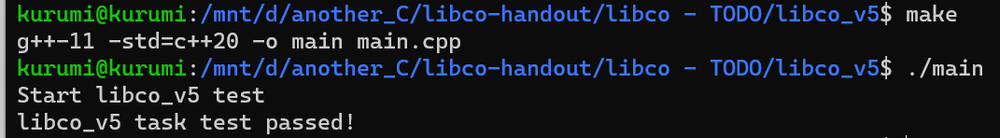 kurumi@kurumi:/mnt/d/another_C/libco-handout/libco - TODO/libco_v5$ make
g++-11 -std=c++20 -o main main.cpp
kurumi@kurumi:/mnt/d/another_C/libco-handout/libco - TODO/libco_v5$ ./main
Start libco_v5 test
libco_v5 task test passed!